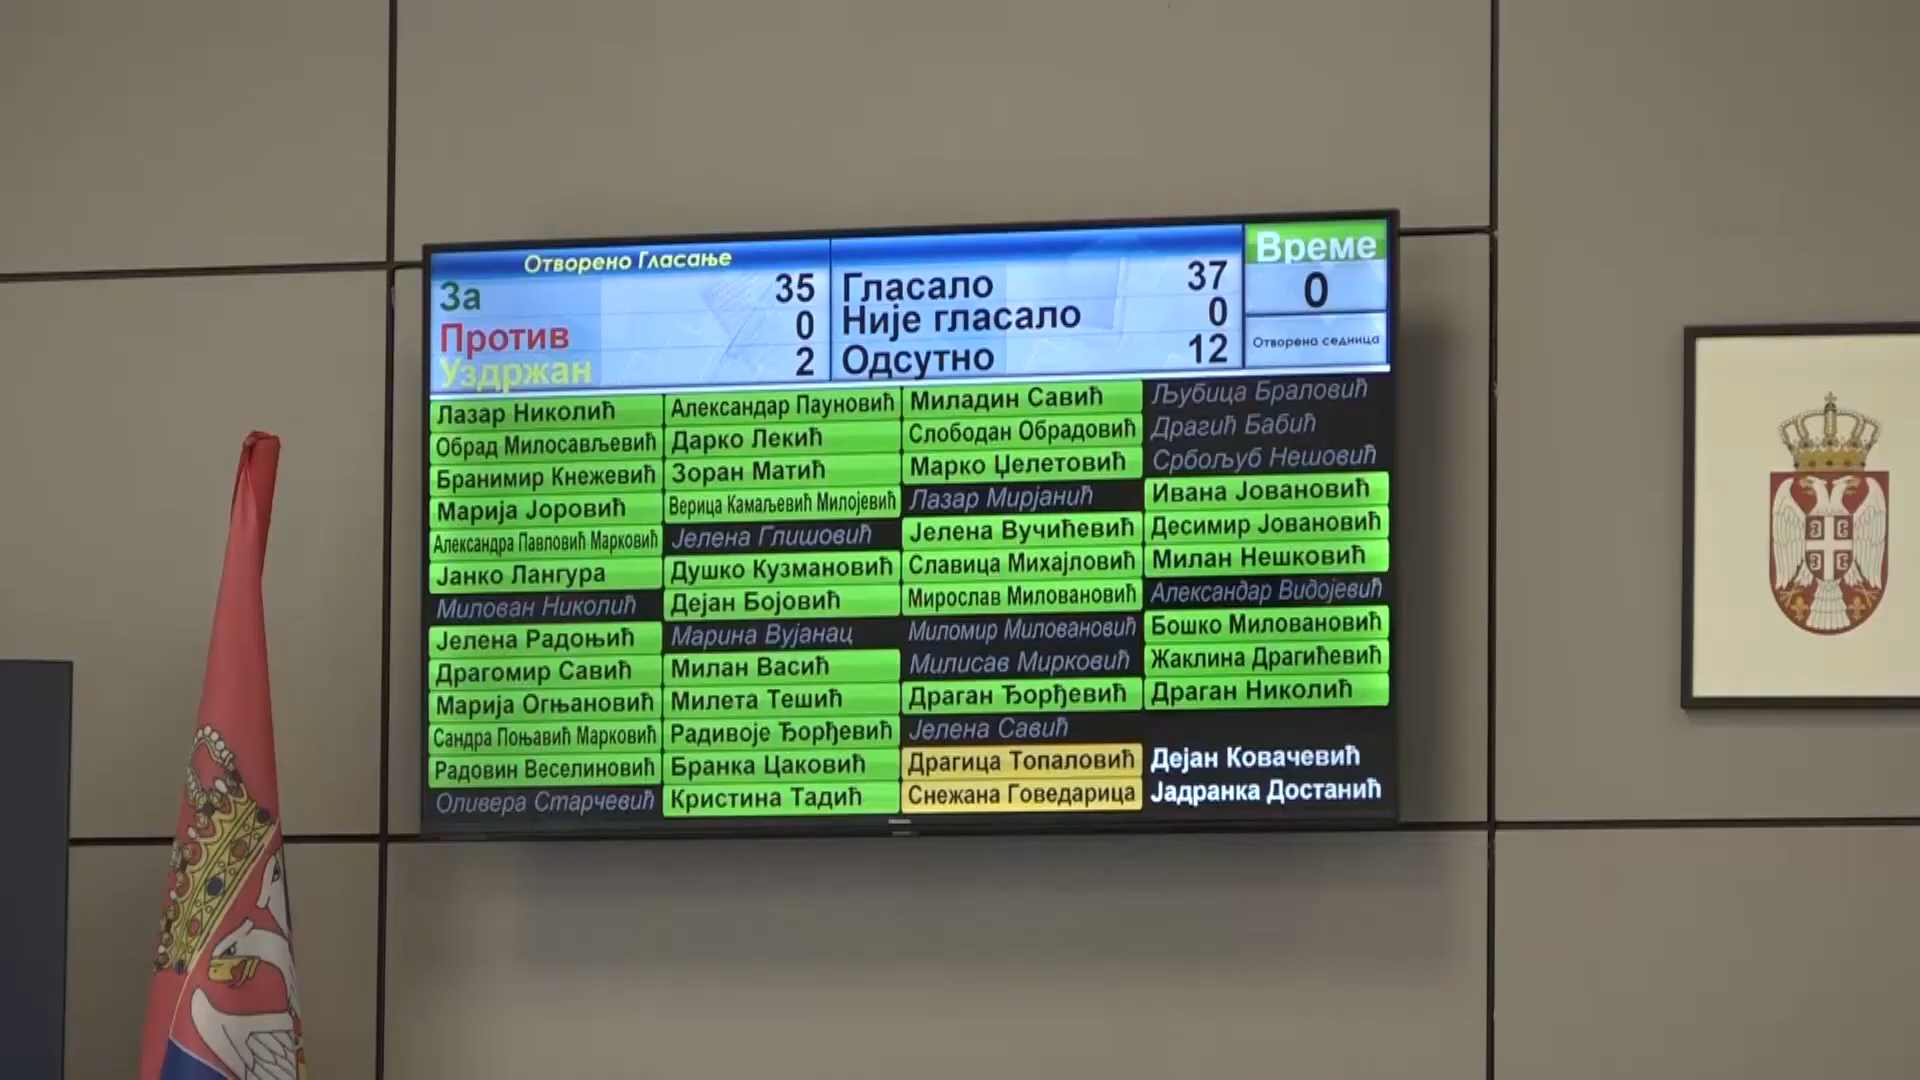 Отворено Гласање
За 35
Против 0
Уздржан 2
Гласало 37
Није гласало 0
Одсутно 12
Време
0
Отворена седница
Лазар Николић
Обрад Милосављевић
Бранимир Кнежевић
Марија Јоровић
Александра Павловић Марковић
Јанко Лангура
Милован Николић
Јелена Радоњић
Драгомир Савић
Марија Огњановић
Сандра Поњавић Марковић
Радовин Веселиновић
Оливера Старчевић
Александар Пауновић
Дарко Лекић
Зоран Матић
Верица Камаљевић Милојевић
Јелена Глишовић
Душко Кузмановић
Дејан Бојовић
Марина Вујанац
Милан Васић
Милета Тешић
Радивоје Ђорђевић
Бранка Цаковић
Кристина Тадић
Миладин Савић
Слободан Обрадовић
Марко Џелетовић
Лазар Мирјанић
Јелена Вучићевић
Славица Михајловић
Мирослав Миловановић
Миломир Миловановић
Милисав Мирковић
Драган Ђорђевић
Јелена Савић
Драгица Топаловић
Снежана Говедарица
Љубица Браловић
Драгић Бабић
Србољуб Нешовић
Ивана Јовановић
Десимир Јовановић
Милан Нешковић
Александар Видојевић
Бошко Миловановић
Жаклина Драгићевић
Драган Николић
Дејан Ковачевић
Јадранка Достанић